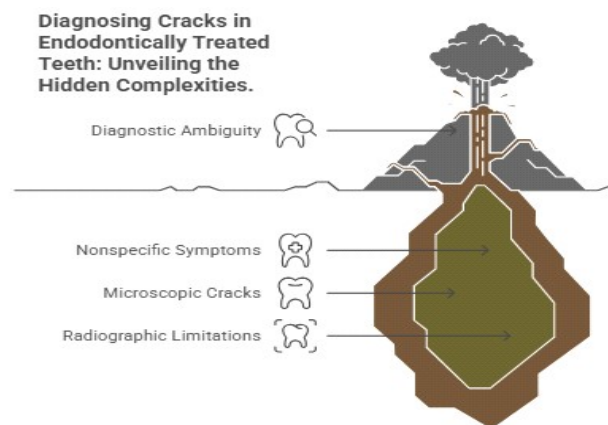 Diagnosing Cracks in
Endodontically Treated
Teeth: Unveiling the
Hidden Complexities.
Diagnostic Ambiguity
Nonspecific Symptoms
Microscopic Cracks
Radiographic Limitations